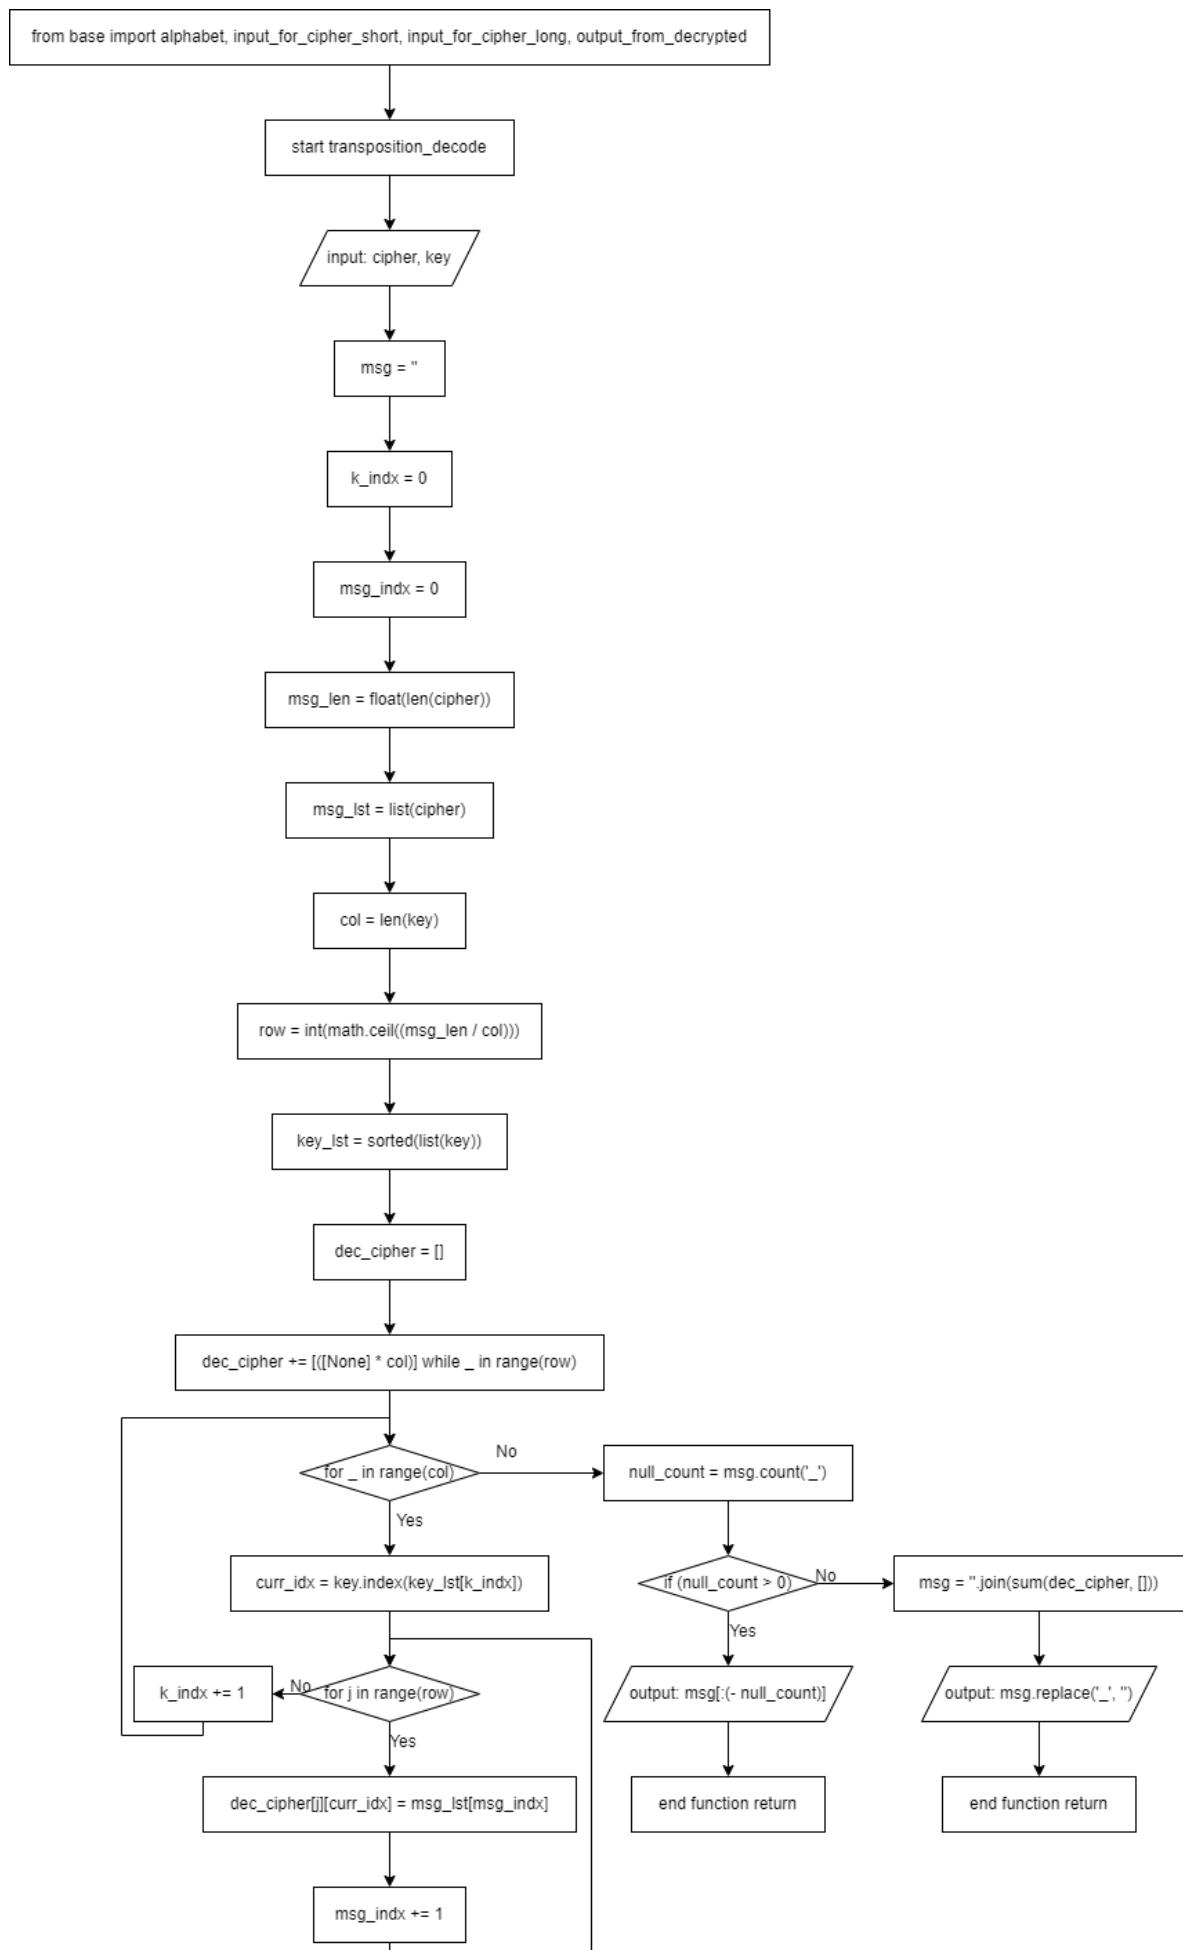 from base import alphabet, input_for_cipher_short, input_for_cipher_long, output_from_decrypted
start transposition_decode
input: cipher, key
msg = ''
k_indx = 0
msg_indx = 0
msg_len = float(len(cipher))
msg_lst = list(cipher)
col = len(key)
row = int(math.ceil((msg_len / col)))
key_lst = sorted(list(key))
dec_cipher = []
dec_cipher += [([None] * col)] while _ in range(row)
for _ in range(col)
No
null_count = msg.count('_')
Yes
curr_idx = key.index(key_lst[k_indx])
if (null_count > 0)
No
msg = ''.join(sum(dec_cipher, []))
Yes
k_indx += 1
No
for j in range(row)
output: msg[:(- null_count)]
output: msg.replace('_', '')
Yes
dec_cipher[j][curr_idx] = msg_lst[msg_indx]
end function return
end function return
msg_indx += 1